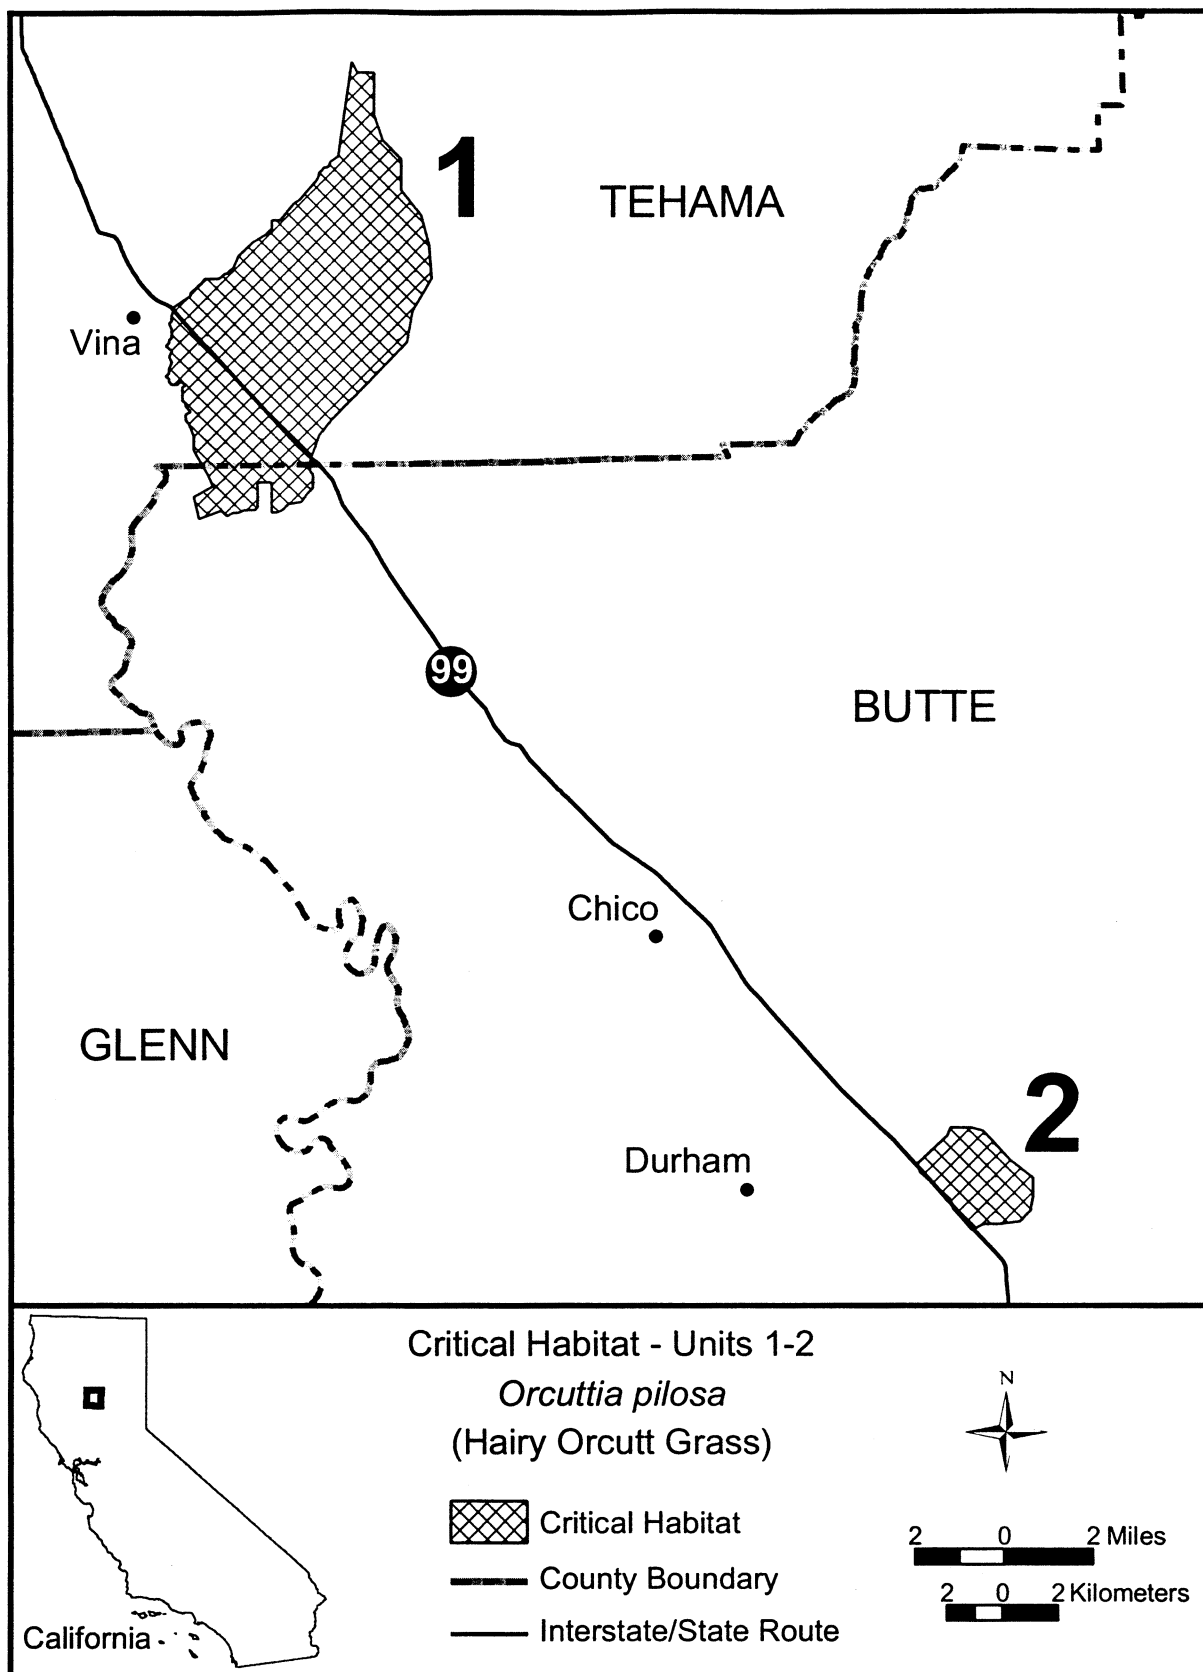 1
TEHAMA
Vina
99
BUTTE
Chico
GLENN
2
Durham
Critical Habitat - Units 1-2
Orcuttia pilosa
(Hairy Orcutt Grass)
N
Critical Habitat
County Boundary
Interstate/State Route
2 0 2 Miles
2 0 2 Kilometers
California